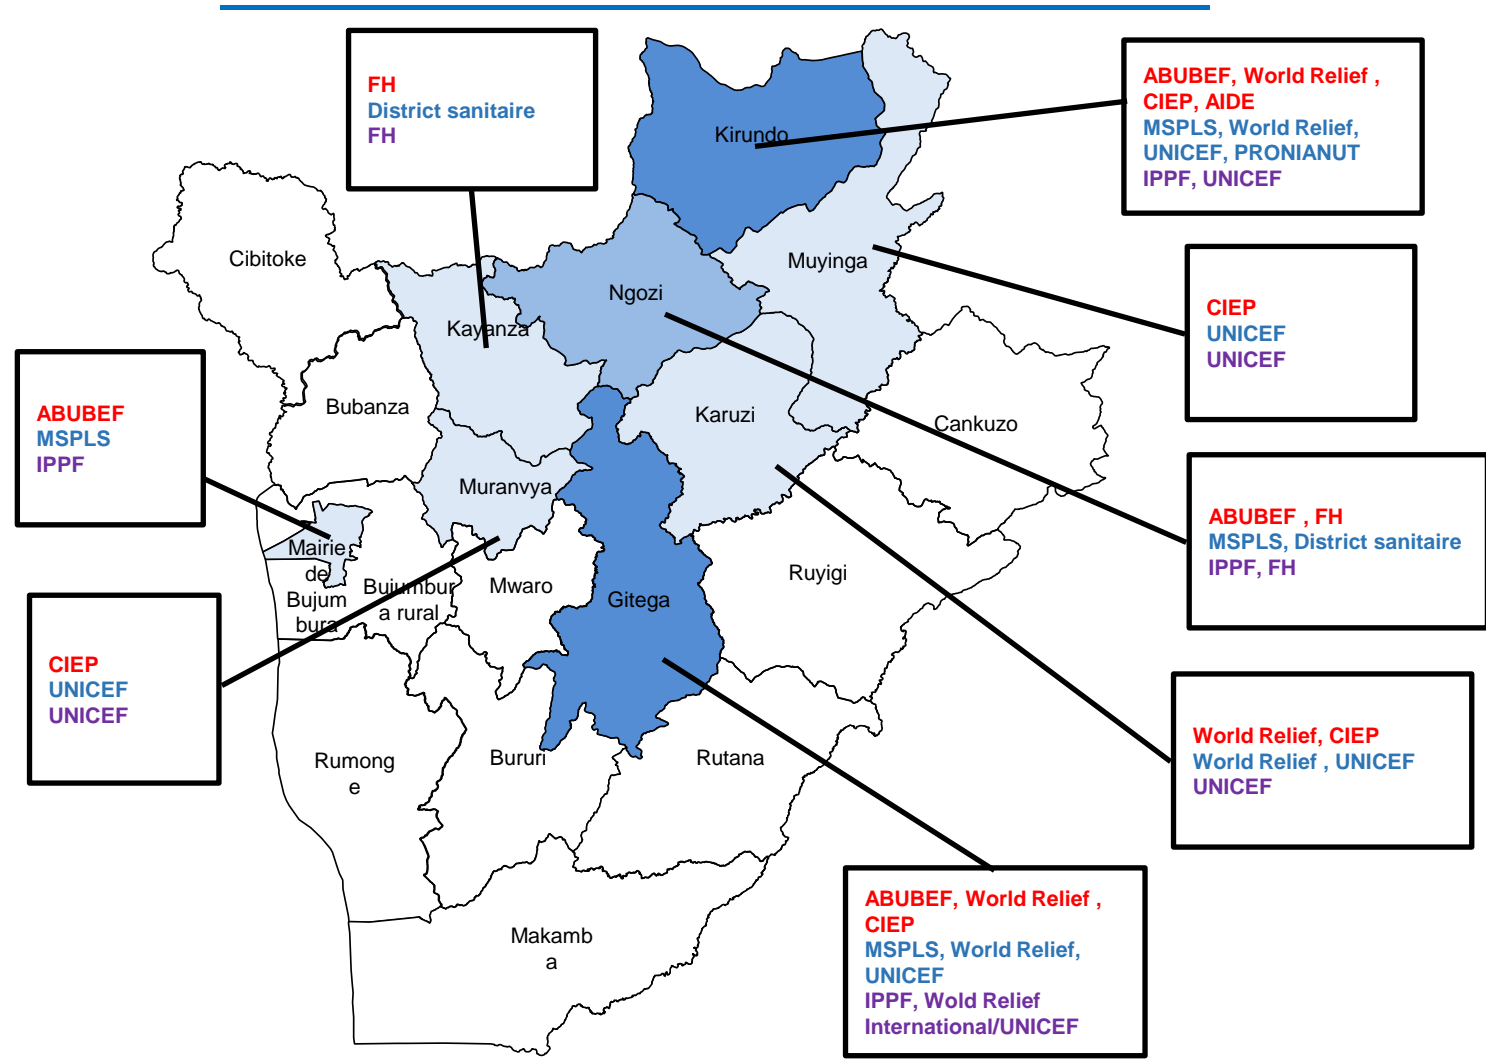 FH
District sanitaire
FH
ABUBEF, World Relief ,
CIEP, AIDE
MSPLS, World Relief,
UNICEF, PRONIANUT
IPPF, UNICEF
Kirundo
Cibitoke
Muyinga
Ngozi
Kayanza
CIEP
UNICEF
UNICEF
ABUBEF
MSPLS
IPPF
Bubanza
Karuzi
Cankuzo
Muranvya
ABUBEF , FH
MSPLS, District sanitaire
IPPF, FH
Mairie
de
Bujum
bura
Bujumbur
a rural
Mwaro
Gitega
Ruyigi
CIEP
UNICEF
UNICEF
World Relief, CIEP
World Relief , UNICEF
UNICEF
Rumong
e
Bururi
Rutana
ABUBEF, World Relief ,
CIEP
MSPLS, World Relief,
UNICEF
IPPF, Wold Relief
International/UNICEF
Makamb
a